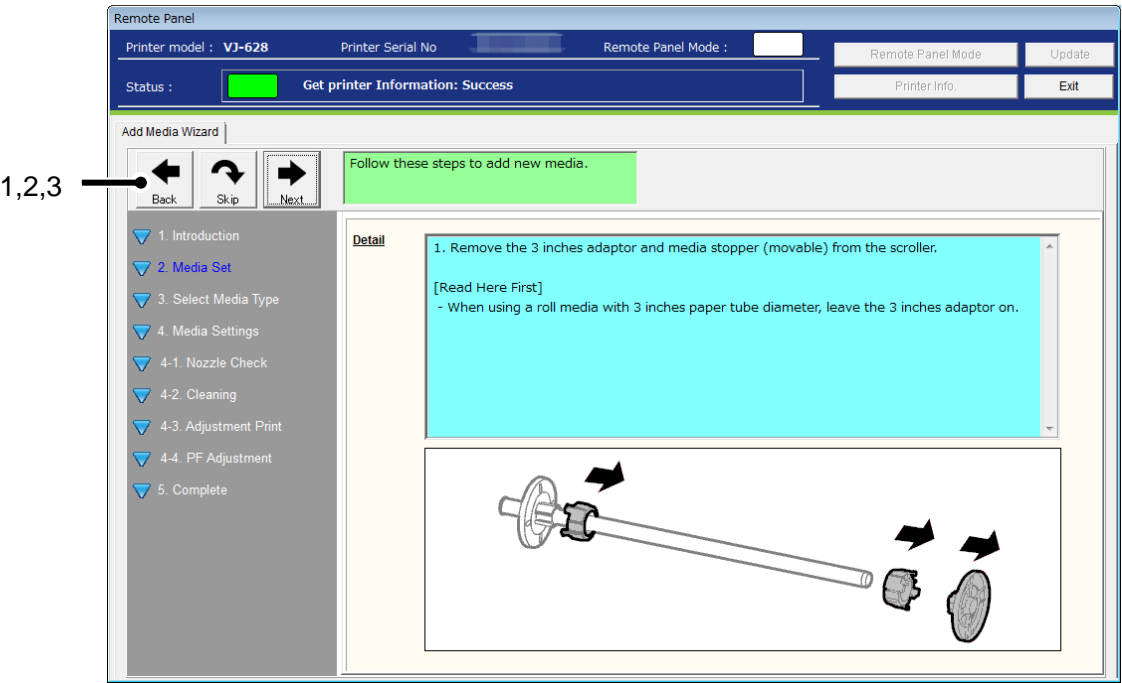 Remote Panel
Printer model : VJ-628 Printer Serial No Remote Panel Mode :
Remote Panel Mode Update
Status : Get printer Information: Success
Printer Info. Exit
Add Media Wizard
1,2,3
Back Skip Next
Follow these steps to add new media.
1. Introduction
2. Media Set
3. Select Media Type
4. Media Settings
4-1. Nozzle Check
4-2. Cleaning
4-3. Adjustment Print
4-4. PF Adjustment
5. Complete
Detail
1. Remove the 3 inches adaptor and media stopper (movable) from the scroller.
[Read Here First]
- When using a roll media with 3 inches paper tube diameter, leave the 3 inches adaptor on.